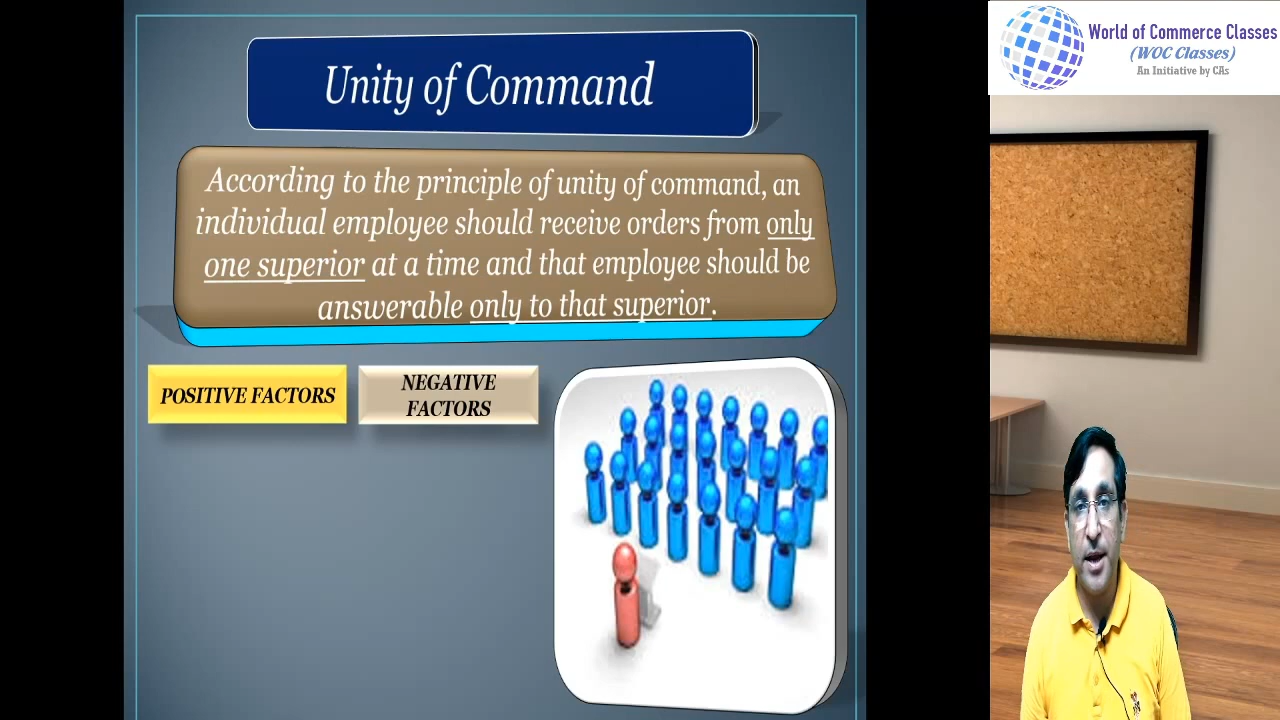 Unity of Command
According to the principle of unity of command, an
individual employee should receive orders from only
one superior at a time and that employee should be
answerable only to that superior.
POSITIVE FACTORS
NEGATIVE
FACTORS
World of Commerce Classes
(WOC Classes)
An Initiative by CAs